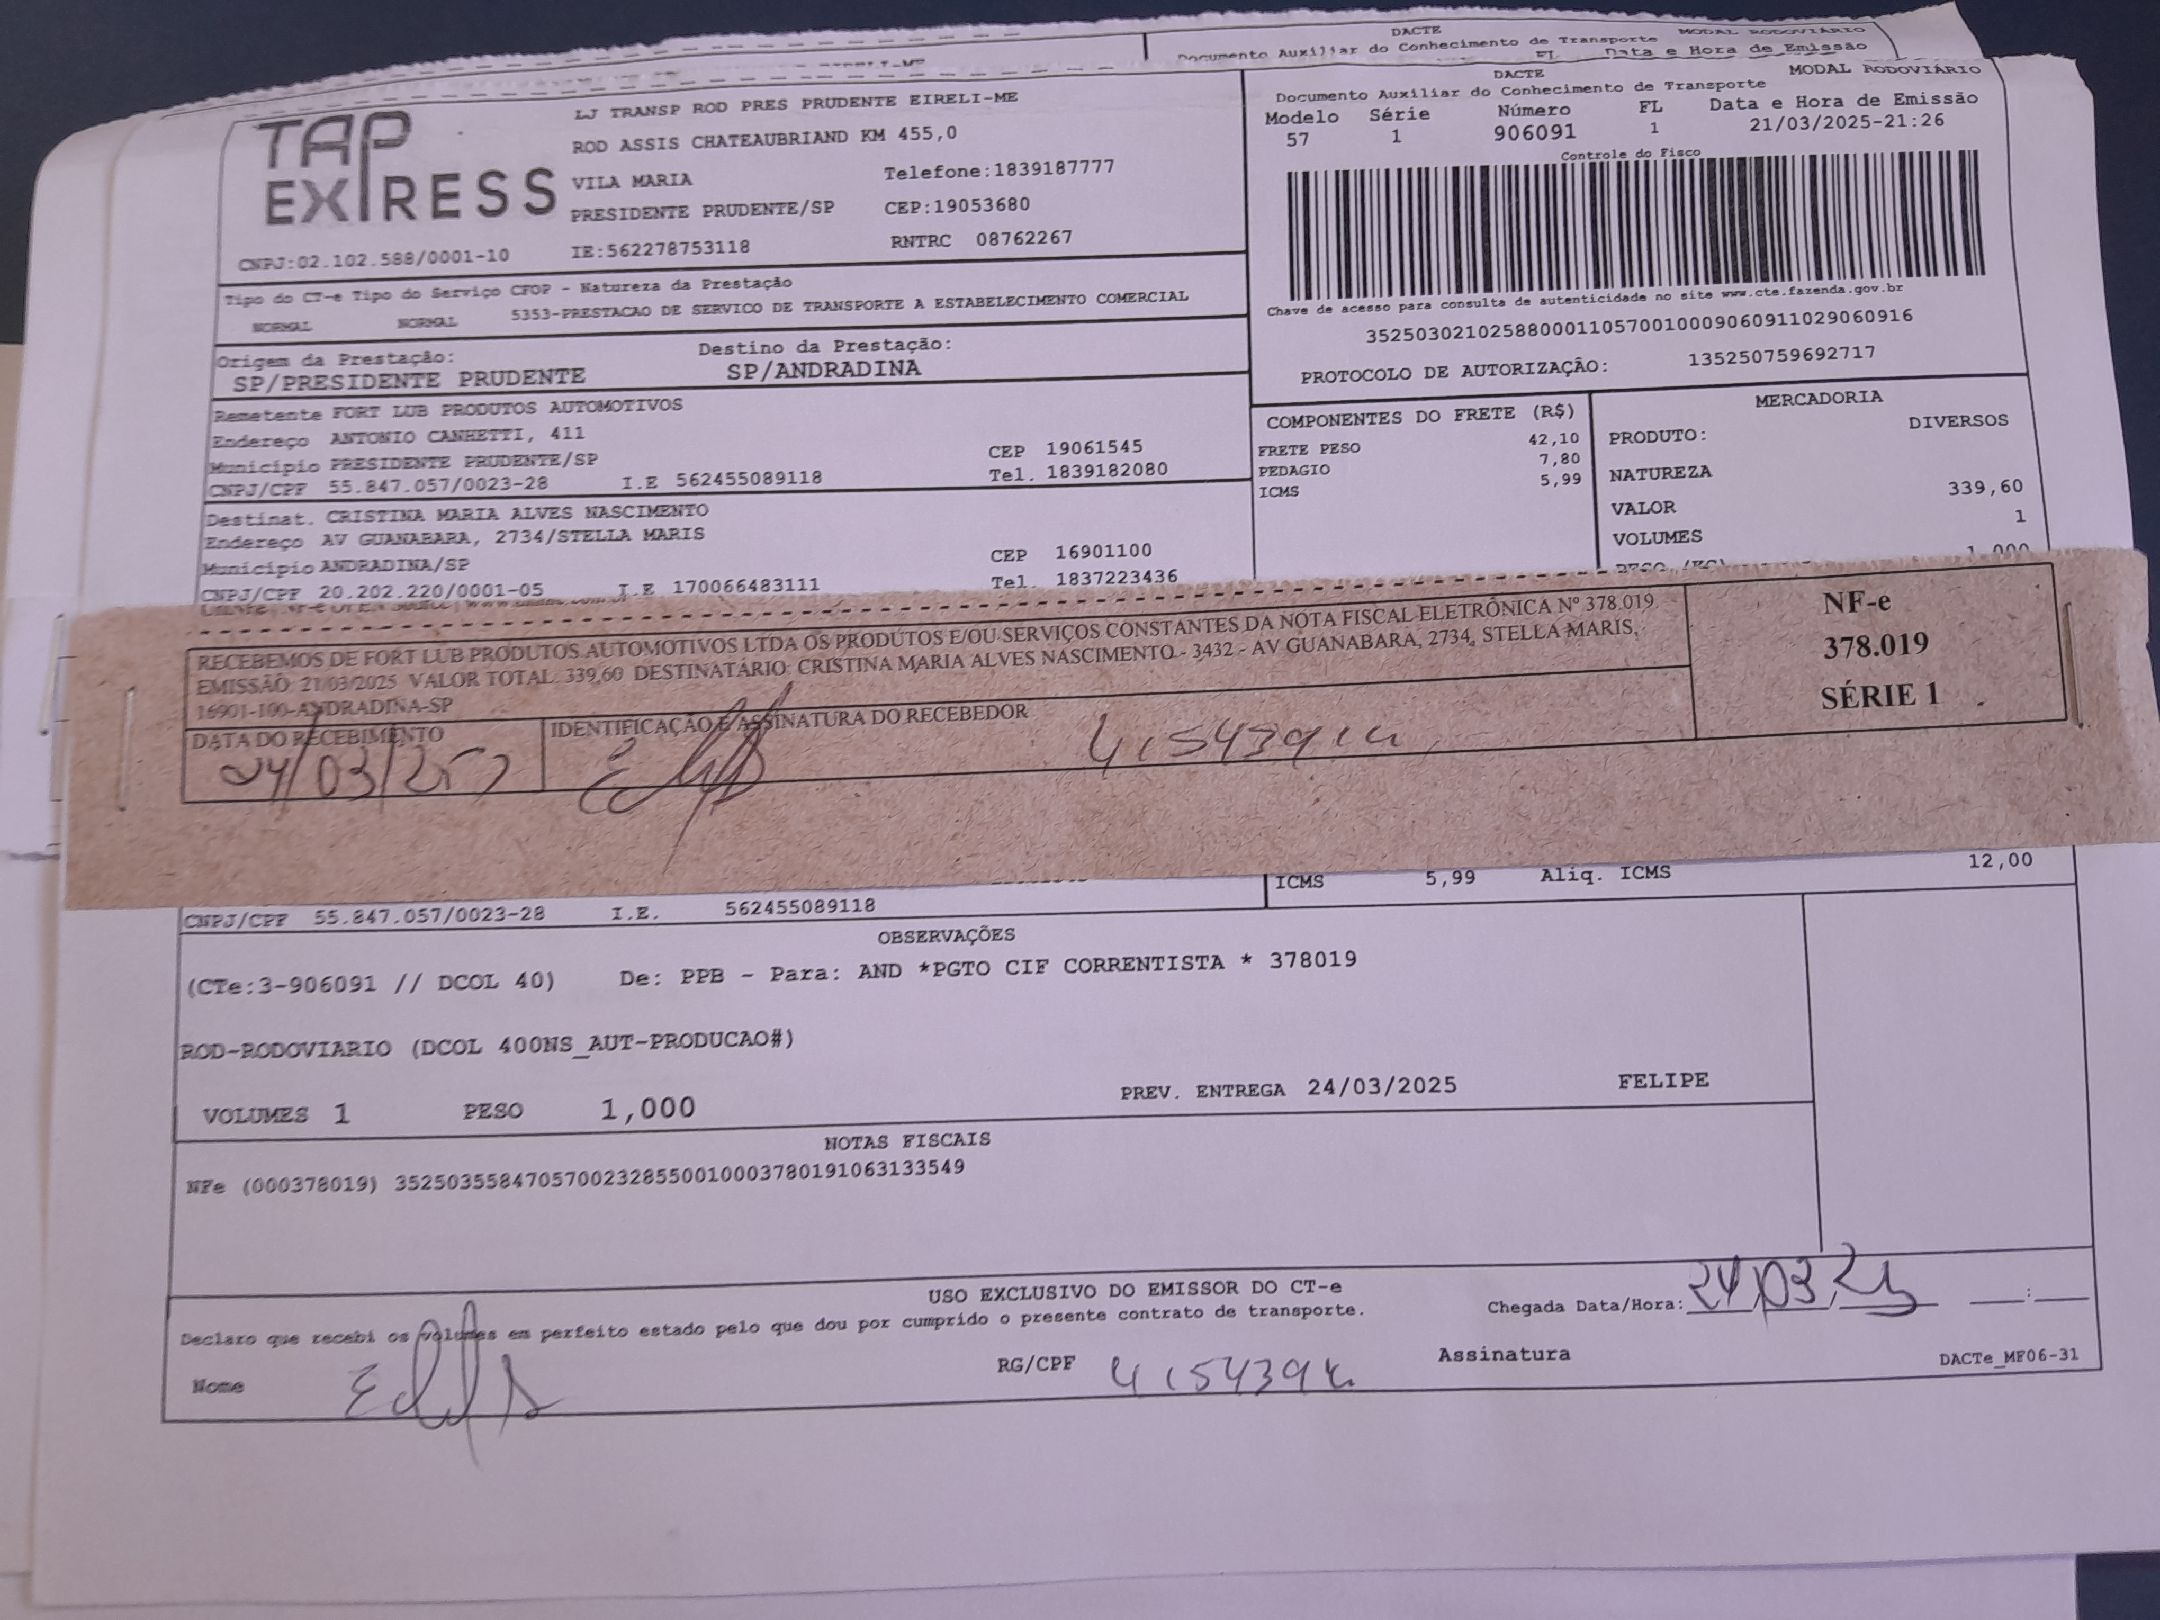 DACTE
Documento Auxiliar do Conhecimento de Transporte MODAL RODOVIÁRIO
FL Data e Hora de Emissão
TAP EXPRESS
LJ TRANSP ROD PRES PRUDENTE EIRELI-ME
ROD ASSIS CHATEAUBRIAND KM 455,0
VILA MARIA Telefone:1839187777
PRESIDENTE PRUDENTE/SP CEP:19053680
CNPJ:02.102.588/0001-10 IE:562278753118 RNTRC 08762267
DACTE MODAL RODOVIÁRIO
Documento Auxiliar do Conhecimento de Transporte
Modelo Série Número FL Data e Hora de Emissão
57 1 906091 1 21/03/2025-21:26
Controle do Fisco
Chave de acesso para consulta de autenticidade no site www.cte.fazenda.gov.br
35250302102588000110570010009060911029060916
PROTOCOLO DE AUTORIZAÇÃO: 135250759692717
Tipo do CT-e Tipo do Serviço CFOP - Natureza da Prestação
NORMAL NORMAL 5353-PRESTACAO DE SERVICO DE TRANSPORTE A ESTABELECIMENTO COMERCIAL
Origem da Prestação: Destino da Prestação:
SP/PRESIDENTE PRUDENTE SP/ANDRADINA
Remetente FORT LUB PRODUTOS AUTOMOTIVOS
Endereço ANTONIO CANHETTI, 411
Município PRESIDENTE PRUDENTE/SP CEP 19061545
CNPJ/CPF 55.847.057/0023-28 I.E 562455089118 Tel. 1839182080
Destinat. CRISTINA MARIA ALVES NASCIMENTO
Endereço AV GUANABARA, 2734/STELLA MARIS
Município ANDRADINA/SP CEP 16901100
CNPJ/CPF 20.202.220/0001-05 I.E 170066483111 Tel. 1837223436
COMPONENTES DO FRETE (R$)
FRETE PESO 42,10
PEDAGIO 7,80
ICMS 5,99
MERCADORIA
PRODUTO: DIVERSOS
NATUREZA
VALOR 339,60
VOLUMES 1
PESO (KG) 1,000
RECEBEMOS DE FORT LUB PRODUTOS AUTOMOTIVOS LTDA OS PRODUTOS E/OU SERVIÇOS CONSTANTES DA NOTA FISCAL ELETRÔNICA Nº 378.019.
EMISSÃO: 21/03/2025 VALOR TOTAL: 339,60 DESTINATÁRIO: CRISTINA MARIA ALVES NASCIMENTO - 3432 - AV GUANABARA, 2734, STELLA MARIS,
16901-100-ANDRADINA-SP
DATA DO RECEBIMENTO IDENTIFICAÇÃO E ASSINATURA DO RECEBEDOR
24/03/25
NF-e
378.019
SÉRIE 1
ICMS 5,99 Aliq. ICMS 12,00
CNPJ/CPF 55.847.057/0023-28 I.E. 562455089118
OBSERVAÇÕES
(CTe:3-906091 // DCOL 40) De: PPB - Para: AND *PGTO CIF CORRENTISTA * 378019
ROD-RODOVIARIO (DCOL 400NS_AUT-PRODUCAO#)
VOLUMES 1 PESO 1,000 PREV. ENTREGA 24/03/2025 FELIPE
NOTAS FISCAIS
NFe (000378019) 35250355847057002328550010003780191063133549
USO EXCLUSIVO DO EMISSOR DO CT-e
Declaro que recebi os volumes em perfeito estado pelo que dou por cumprido o presente contrato de transporte. Chegada Data/Hora: 24/03/25 __:__
Nome RG/CPF Assinatura DACTe_MF06-31